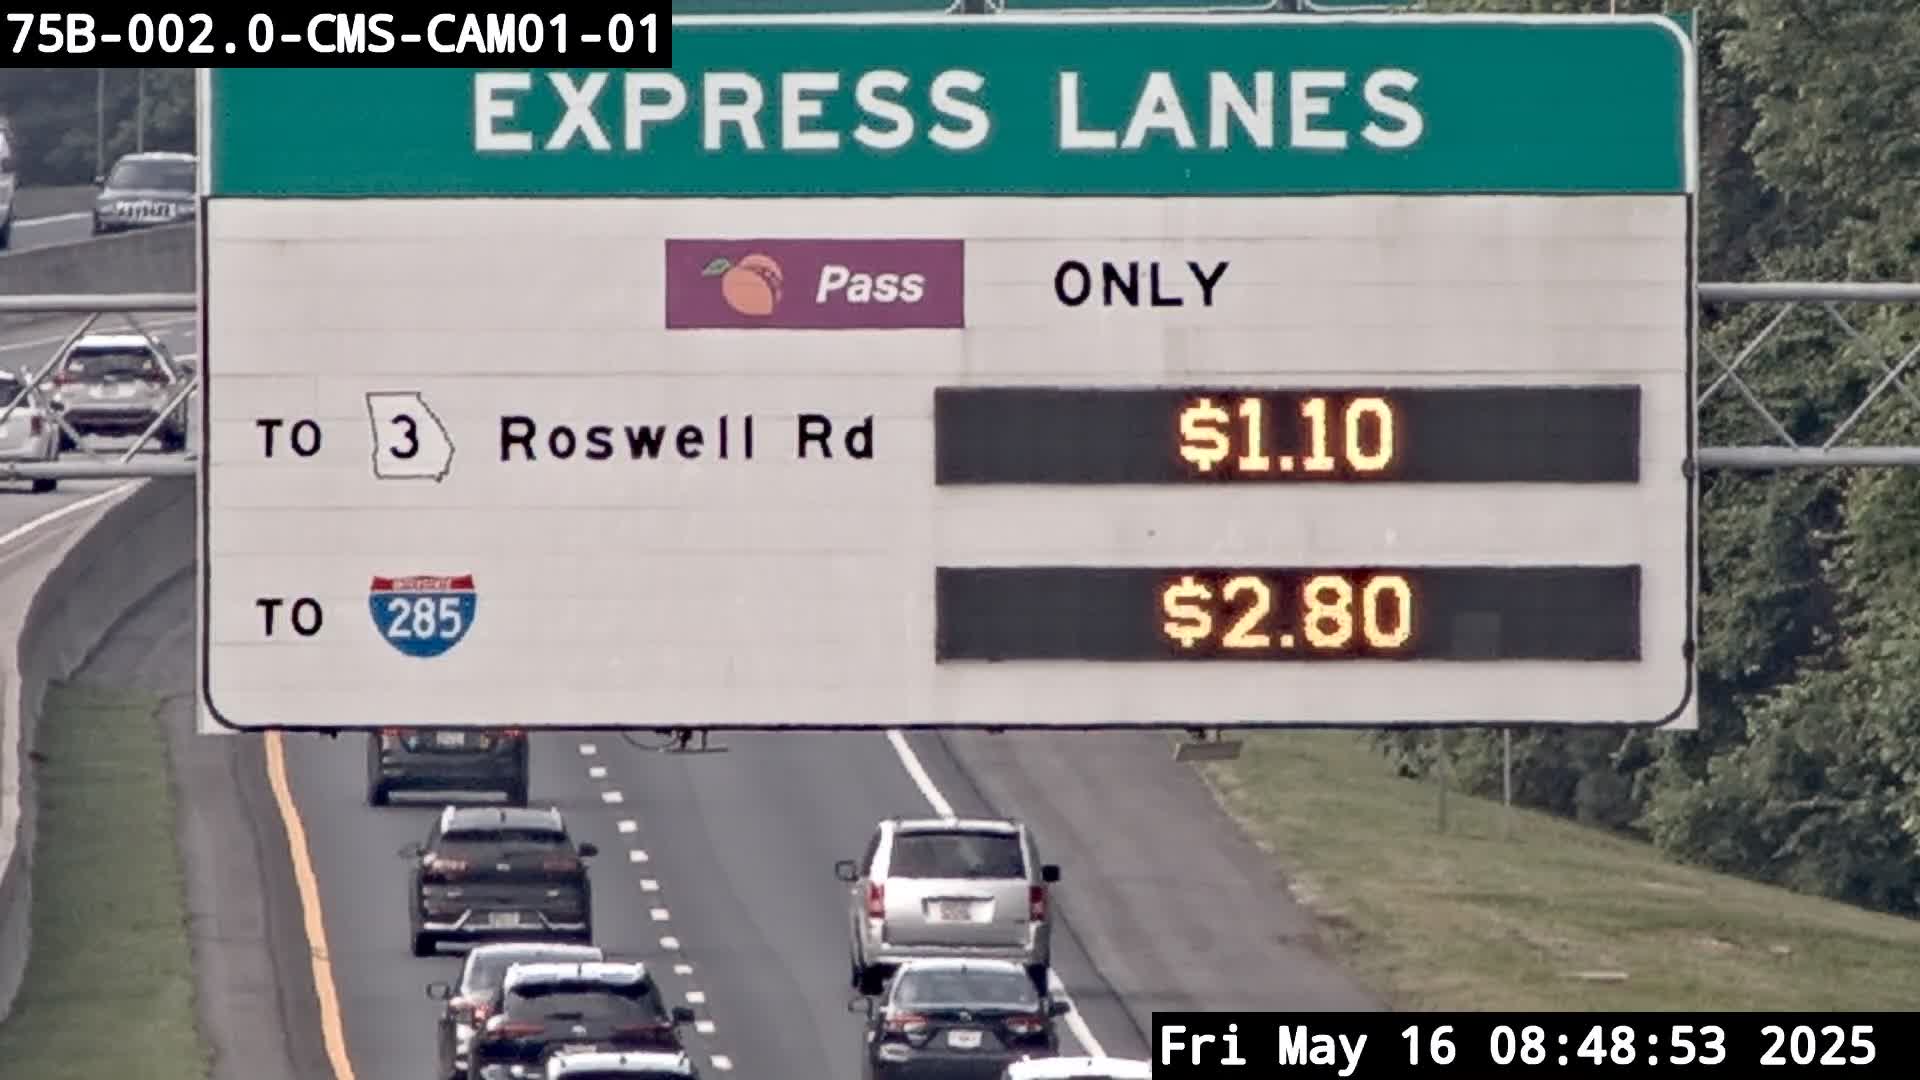 75B-002.0-CMS-CAM01-01
EXPRESS LANES
Pass ONLY
TO 3 Roswell Rd $1.10
TO INTERSTATE 285 $2.80
Fri May 16 08:48:53 2025